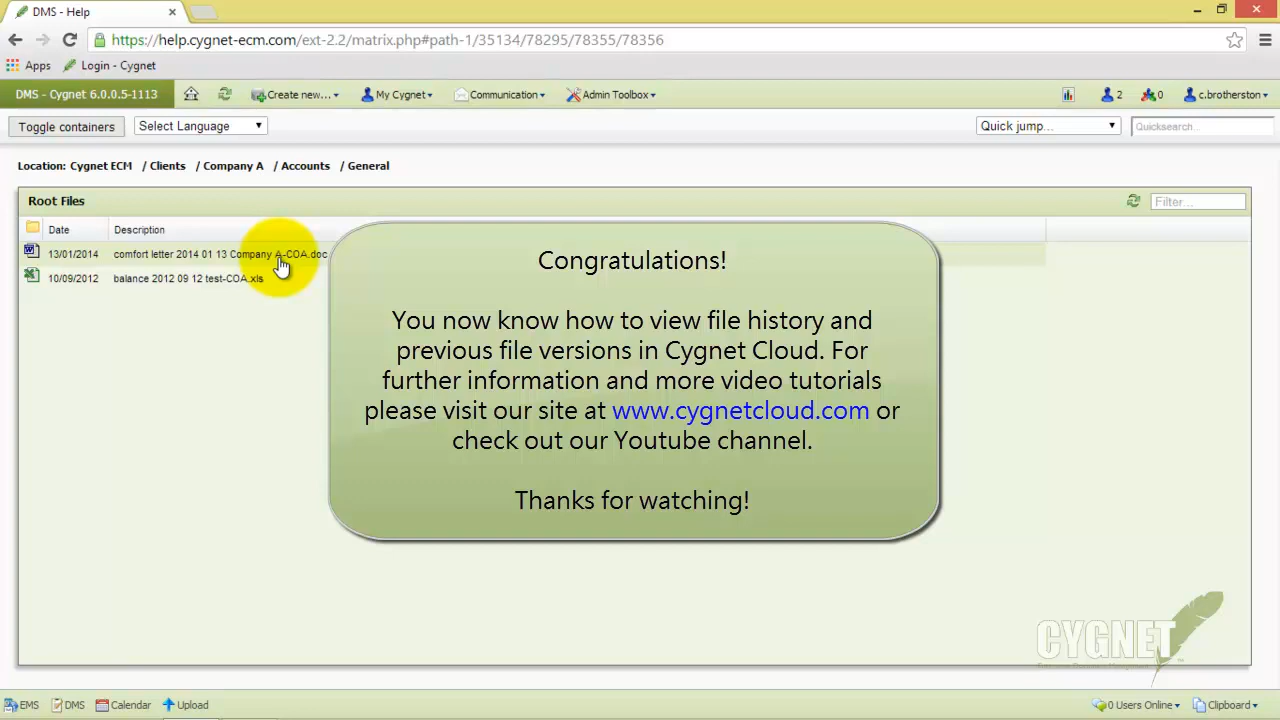 DMS - Help
https://help.cygnet-ecm.com/ext-2.2/matrix.php#path-1/35134/78295/78355/78356
Apps Login - Cygnet
DMS - Cygnet 6.0.0.5-1113 Create new... My Cygnet Communication Admin Toolbox 2 0 c.brotherston
Toggle containers Select Language Quick jump... Quicksearch...
Location: Cygnet ECM / Clients / Company A / Accounts / General
Root Files Filter...
Date Description
13/01/2014 comfort letter 2014 01 13 Company A-COA.doc
10/09/2012 balance 2012 09 12 test-COA.xls
Congratulations!
You now know how to view file history and
previous file versions in Cygnet Cloud. For
further information and more video tutorials
please visit our site at www.cygnetcloud.com or
check out our Youtube channel.
Thanks for watching!
CYGNET
EMS DMS Calendar Upload 0 Users Online Clipboard